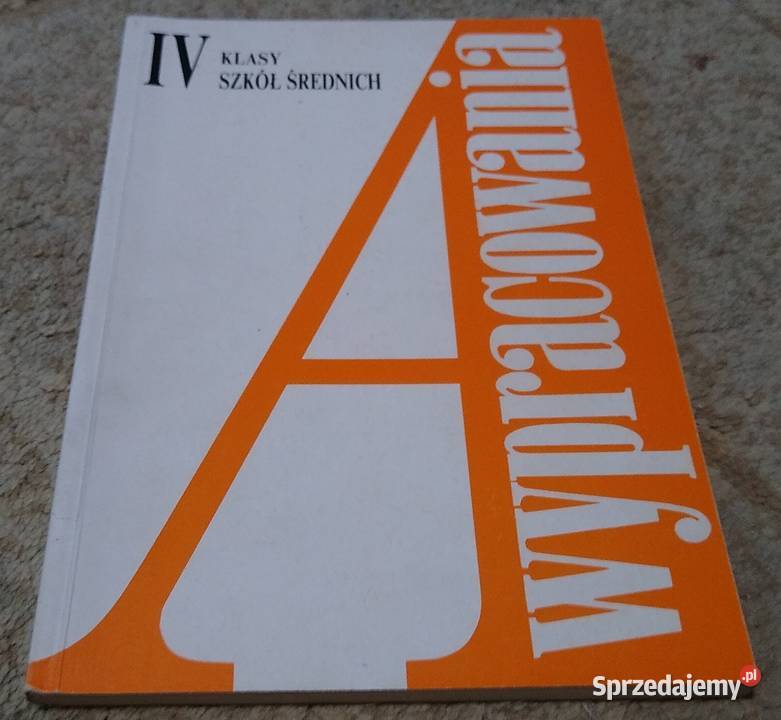 IV KLASY
SZKÓŁ ŚREDNICH
A
wypracowania
Sprzedajemy.pl